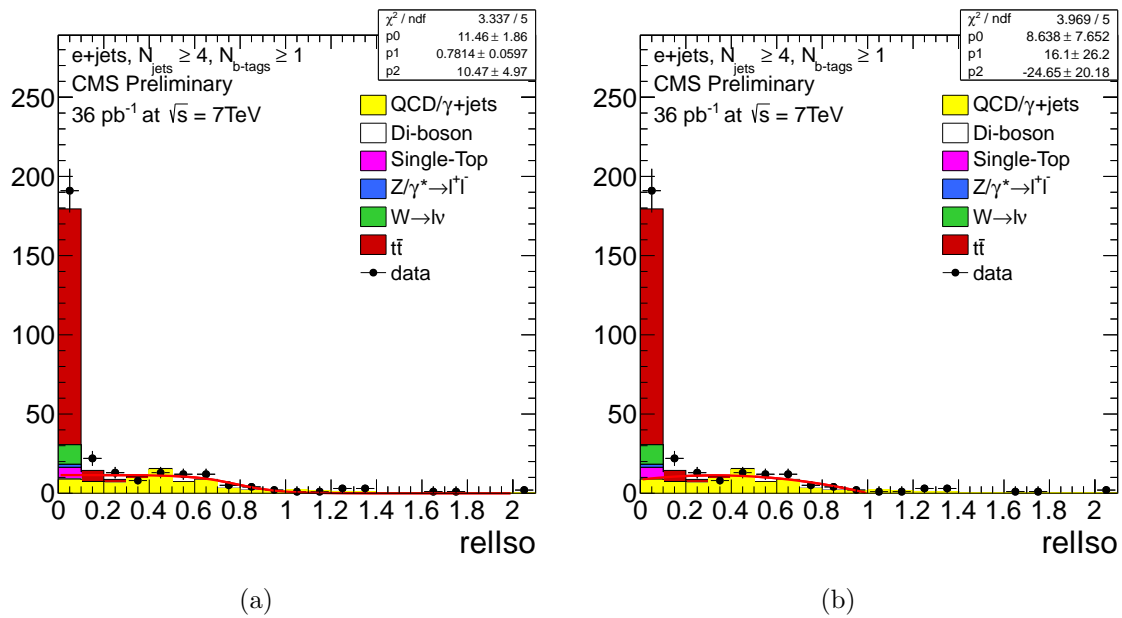 χ² / ndf 3.337 / 5
p0 11.46 ± 1.86
p1 0.7814 ± 0.0597
p2 10.47 ± 4.97
e+jets, N_jets ≥ 4, N_b-tags ≥ 1
CMS Preliminary
36 pb⁻¹ at √s = 7TeV
QCD/γ+jets
Di-boson
Single-Top
Z/γ*→l⁺l⁻
W→lν
tt̄
data
250
200
150
100
50
0
0 0.2 0.4 0.6 0.8 1 1.2 1.4 1.6 1.8 2
relIso
(a)
χ² / ndf 3.969 / 5
p0 8.638 ± 7.652
p1 16.1 ± 26.2
p2 -24.65 ± 20.18
e+jets, N_jets ≥ 4, N_b-tags ≥ 1
CMS Preliminary
36 pb⁻¹ at √s = 7TeV
QCD/γ+jets
Di-boson
Single-Top
Z/γ*→l⁺l⁻
W→lν
tt̄
data
250
200
150
100
50
0
0 0.2 0.4 0.6 0.8 1 1.2 1.4 1.6 1.8 2
relIso
(b)